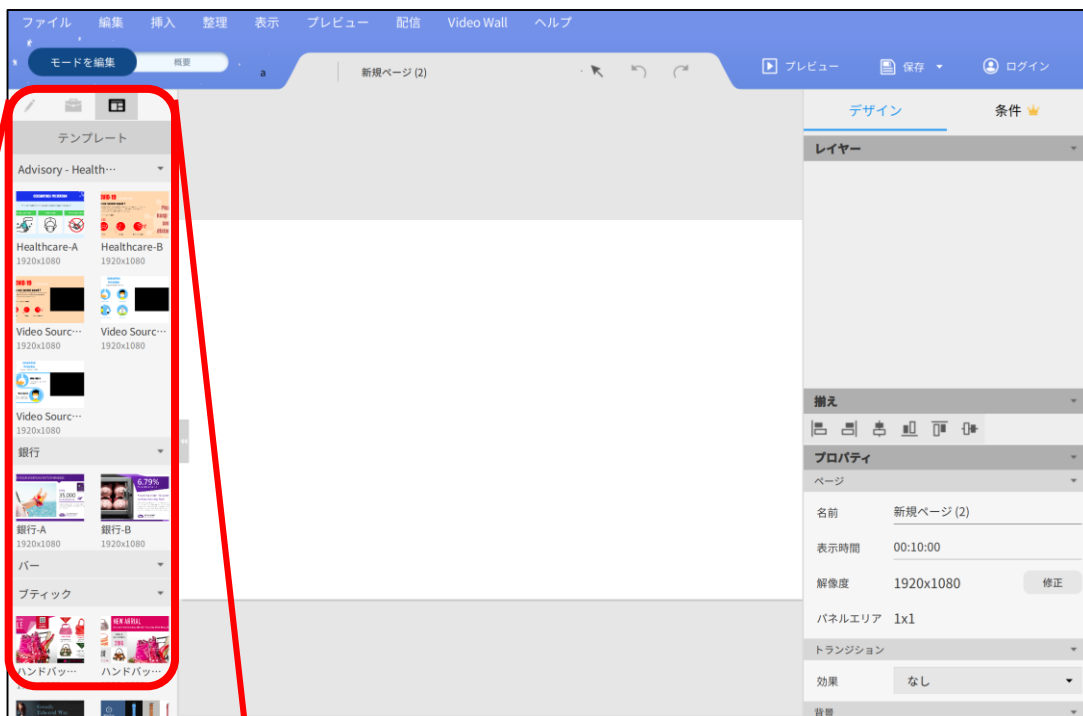 ファイル 編集 挿入 整理 表示 プレビュー 配信 Video Wall ヘルプ
モードを編集 概要 a 新規ページ (2) プレビュー 保存 ログイン
デザイン 条件
テンプレート
レイヤー
Advisory - Health…
Healthcare-A Healthcare-B
1920x1080 1920x1080
Video Sourc… Video Sourc…
1920x1080 1920x1080
Video Sourc…
1920x1080
揃え
銀行
プロパティ
ページ
6.79%
35,000
名前 新規ページ (2)
銀行-A 銀行-B
1920x1080 1920x1080
表示時間 00:10:00
バー
解像度 1920x1080 修正
ブティック
パネルエリア 1x1
NEW ARRIAL
トランジション
ハンドバッ… ハンドバッ…
効果 なし
背景